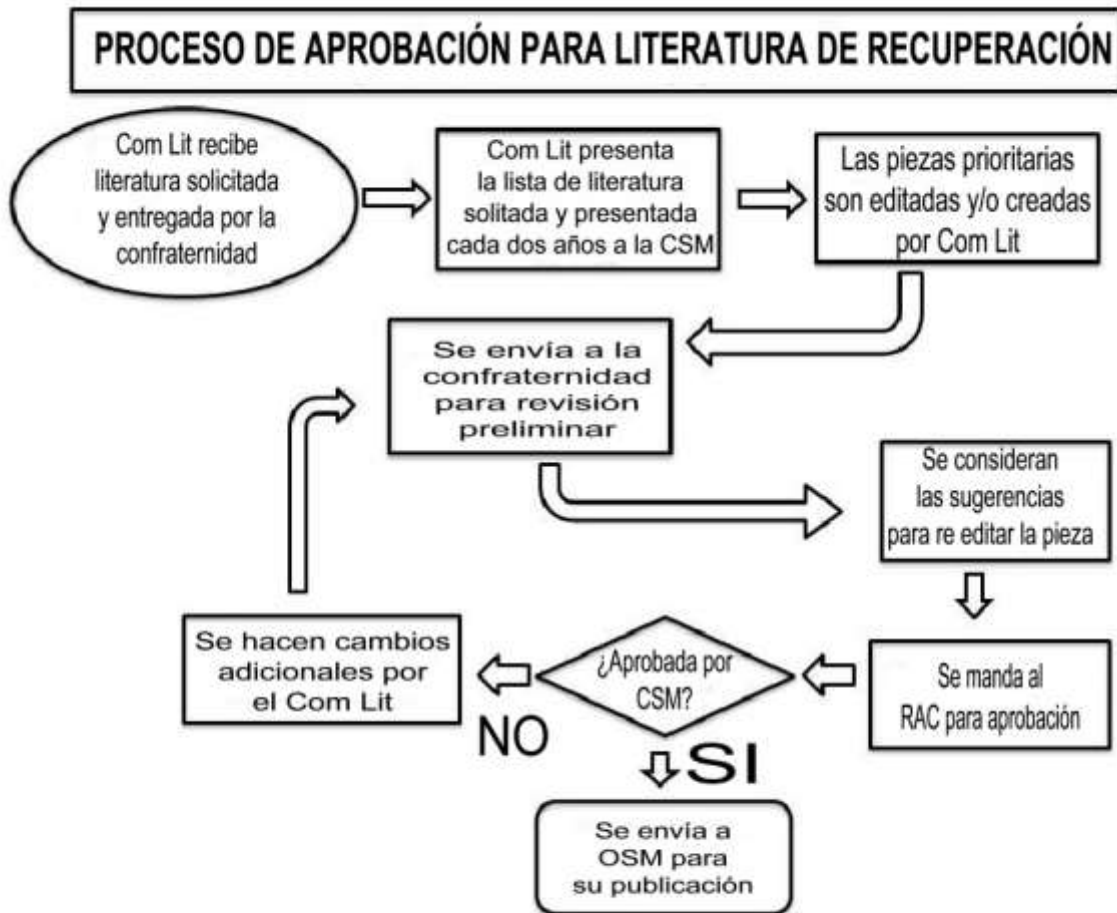 PROCESO DE APROBACIÓN PARA LITERATURA DE RECUPERACIÓN
Com Lit recibe
literatura solicitada
y entregada por la
confraternidad
Com Lit presenta
la lista de literatura
solitada y presentada
cada dos años a la CSM
Las piezas prioritarias
son editadas y/o creadas
por Com Lit
Se envía a la
confraternidad
para revisión
preliminar
Se consideran
las sugerencias
para re editar la pieza
Se manda al
RAC para aprobación
¿Aprobada por
CSM?
NO
Se hacen cambios
adicionales por
el Com Lit
SI
Se envía a
OSM para
su publicación